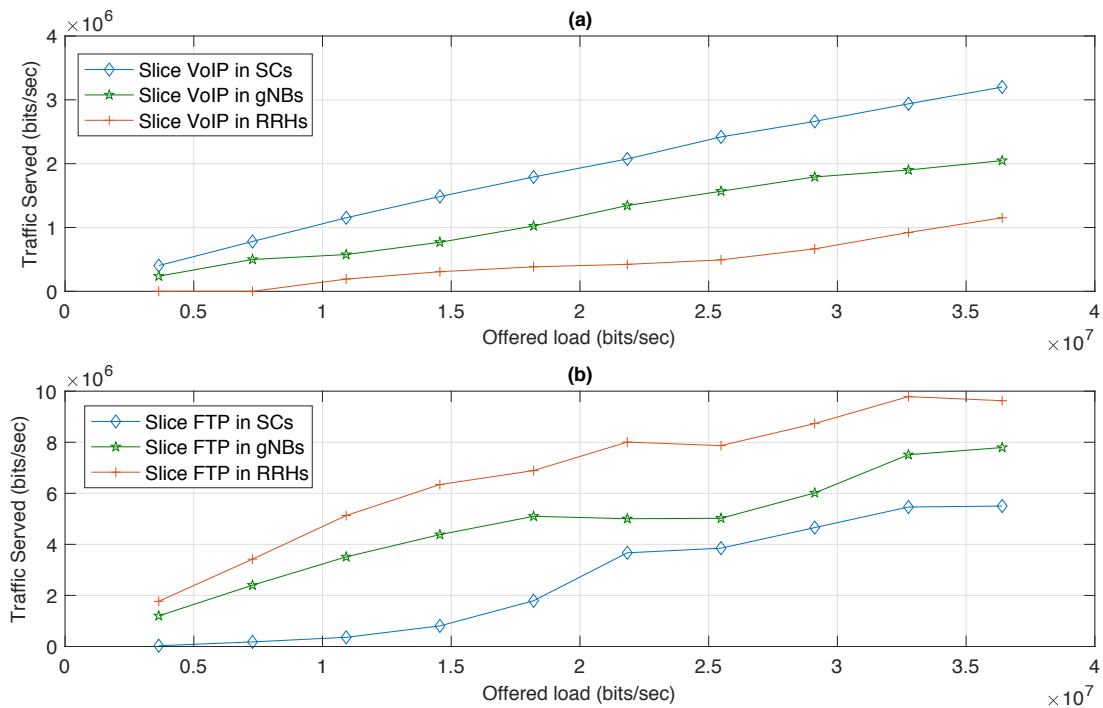 (a)
×10^6
4
3
2
1
0
Traffic Served (bits/sec)
Slice VoIP in SCs
Slice VoIP in gNBs
Slice VoIP in RRHs
0 0.5 1 1.5 2 2.5 3 3.5 4
Offered load (bits/sec)
×10^7
(b)
×10^6
10
8
6
4
2
0
Traffic Served (bits/sec)
Slice FTP in SCs
Slice FTP in gNBs
Slice FTP in RRHs
0 0.5 1 1.5 2 2.5 3 3.5 4
Offered load (bits/sec)
×10^7